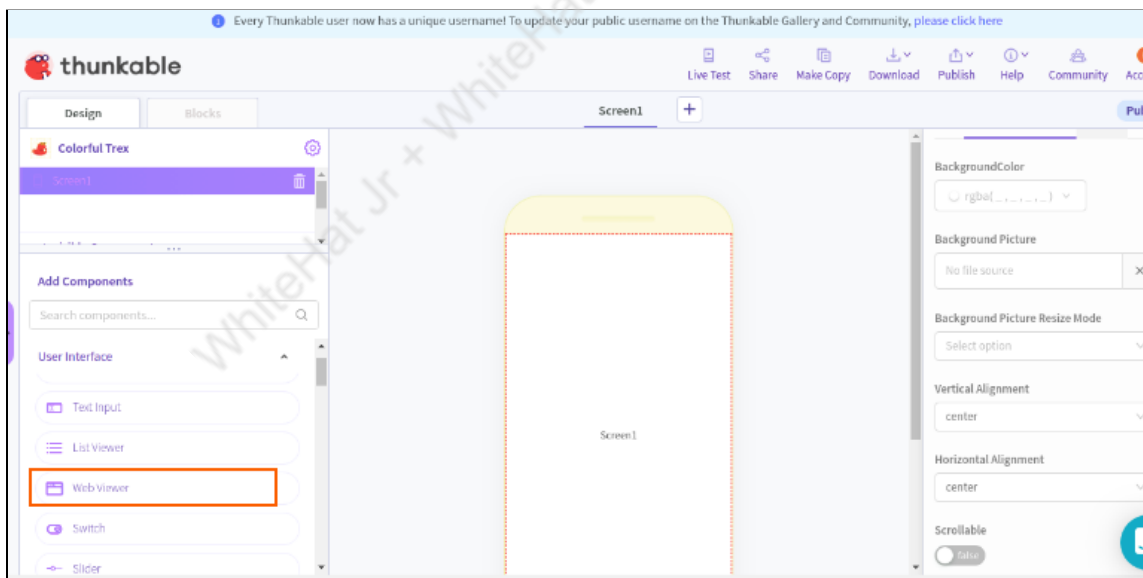 Every Thunkable user now has a unique username! To update your public username on the Thunkable Gallery and Community, please click here
thunkable
Live Test Share Make Copy Download Publish Help Community Acc
Design Blocks Screen1 + Pul
Colorful Trex
Screen1
Add Components
Search components...
User Interface
Text Input
List Viewer
Web Viewer
Switch
Slider
Screen1
BackgroundColor
rgba( _ , _ , _ , _ )
Background Picture
No file source
Background Picture Resize Mode
Select option
Vertical Alignment
center
Horizontal Alignment
center
Scrollable
false
WhiteHat Jr + WhiteHat